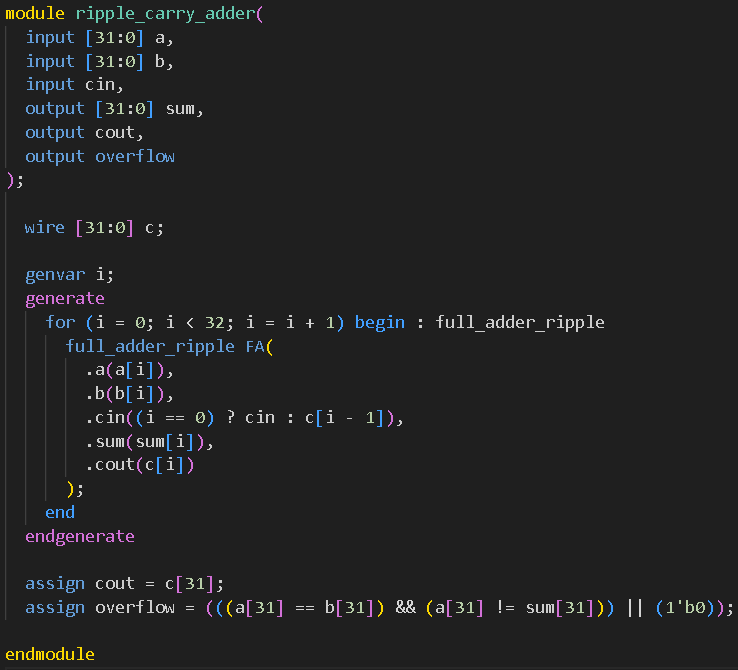 module ripple_carry_adder(
  input [31:0] a,
  input [31:0] b,
  input cin,
  output [31:0] sum,
  output cout,
  output overflow
);

  wire [31:0] c;

  genvar i;
  generate
    for (i = 0; i < 32; i = i + 1) begin : full_adder_ripple
      full_adder_ripple FA(
        .a(a[i]),
        .b(b[i]),
        .cin((i == 0) ? cin : c[i - 1]),
        .sum(sum[i]),
        .cout(c[i])
      );
    end
  endgenerate

  assign cout = c[31];
  assign overflow = (((a[31] == b[31]) && (a[31] != sum[31])) || (1'b0));

endmodule